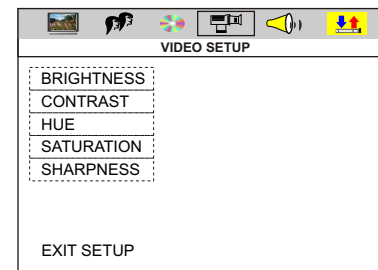 VIDEO SETUP
BRIGHTNESS
CONTRAST
HUE
SATURATION
SHARPNESS
EXIT SETUP